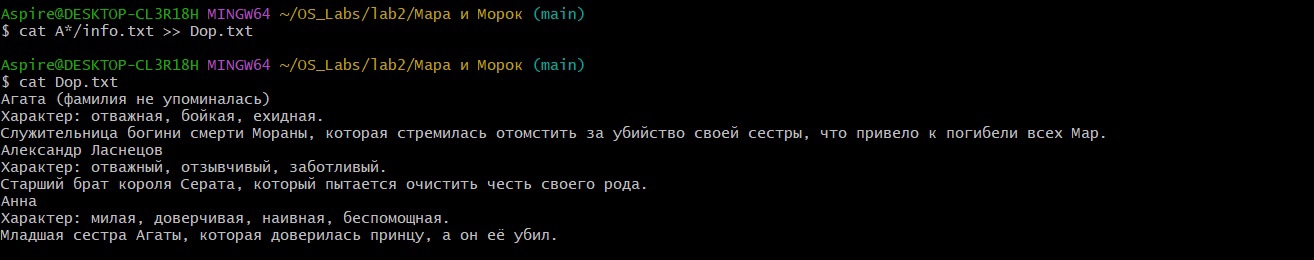 Aspire@DESKTOP-CL3R18H MINGW64 ~/OS_Labs/lab2/Мара и Морок (main)
$ cat А*/info.txt >> Dop.txt
Aspire@DESKTOP-CL3R18H MINGW64 ~/OS_Labs/lab2/Мара и Морок (main)
$ cat Dop.txt
Агата (фамилия не упоминалась)
Характер: отважная, бойкая, ехидная.
Служительница богини смерти Мораны, которая стремилась отомстить за убийство своей сестры, что привело к погибели всех Мар.
Александр Ласнецов
Характер: отважный, отзывчивый, заботливый.
Старший брат короля Серата, который пытается очистить честь своего рода.
Анна
Характер: милая, доверчивая, наивная, беспомощная.
Младшая сестра Агаты, которая доверилась принцу, а он её убил.